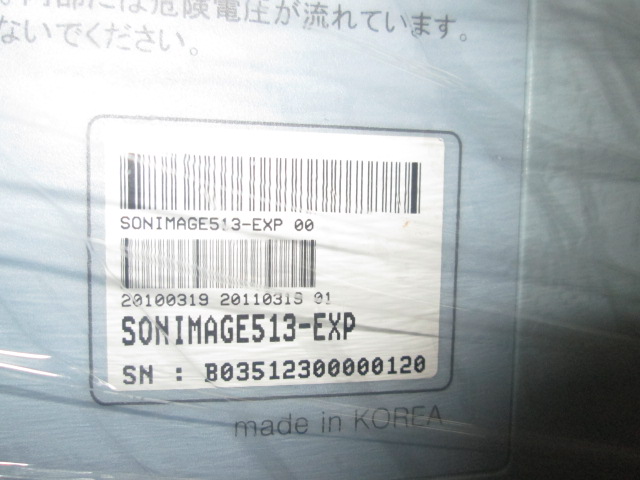 。内部には危険電圧が流れています。
ないでください。
SONIMAGE513-EXP 00
20100319 20110318 01
SONIMAGE513-EXP
SN : B03512300000120
made in KOREA